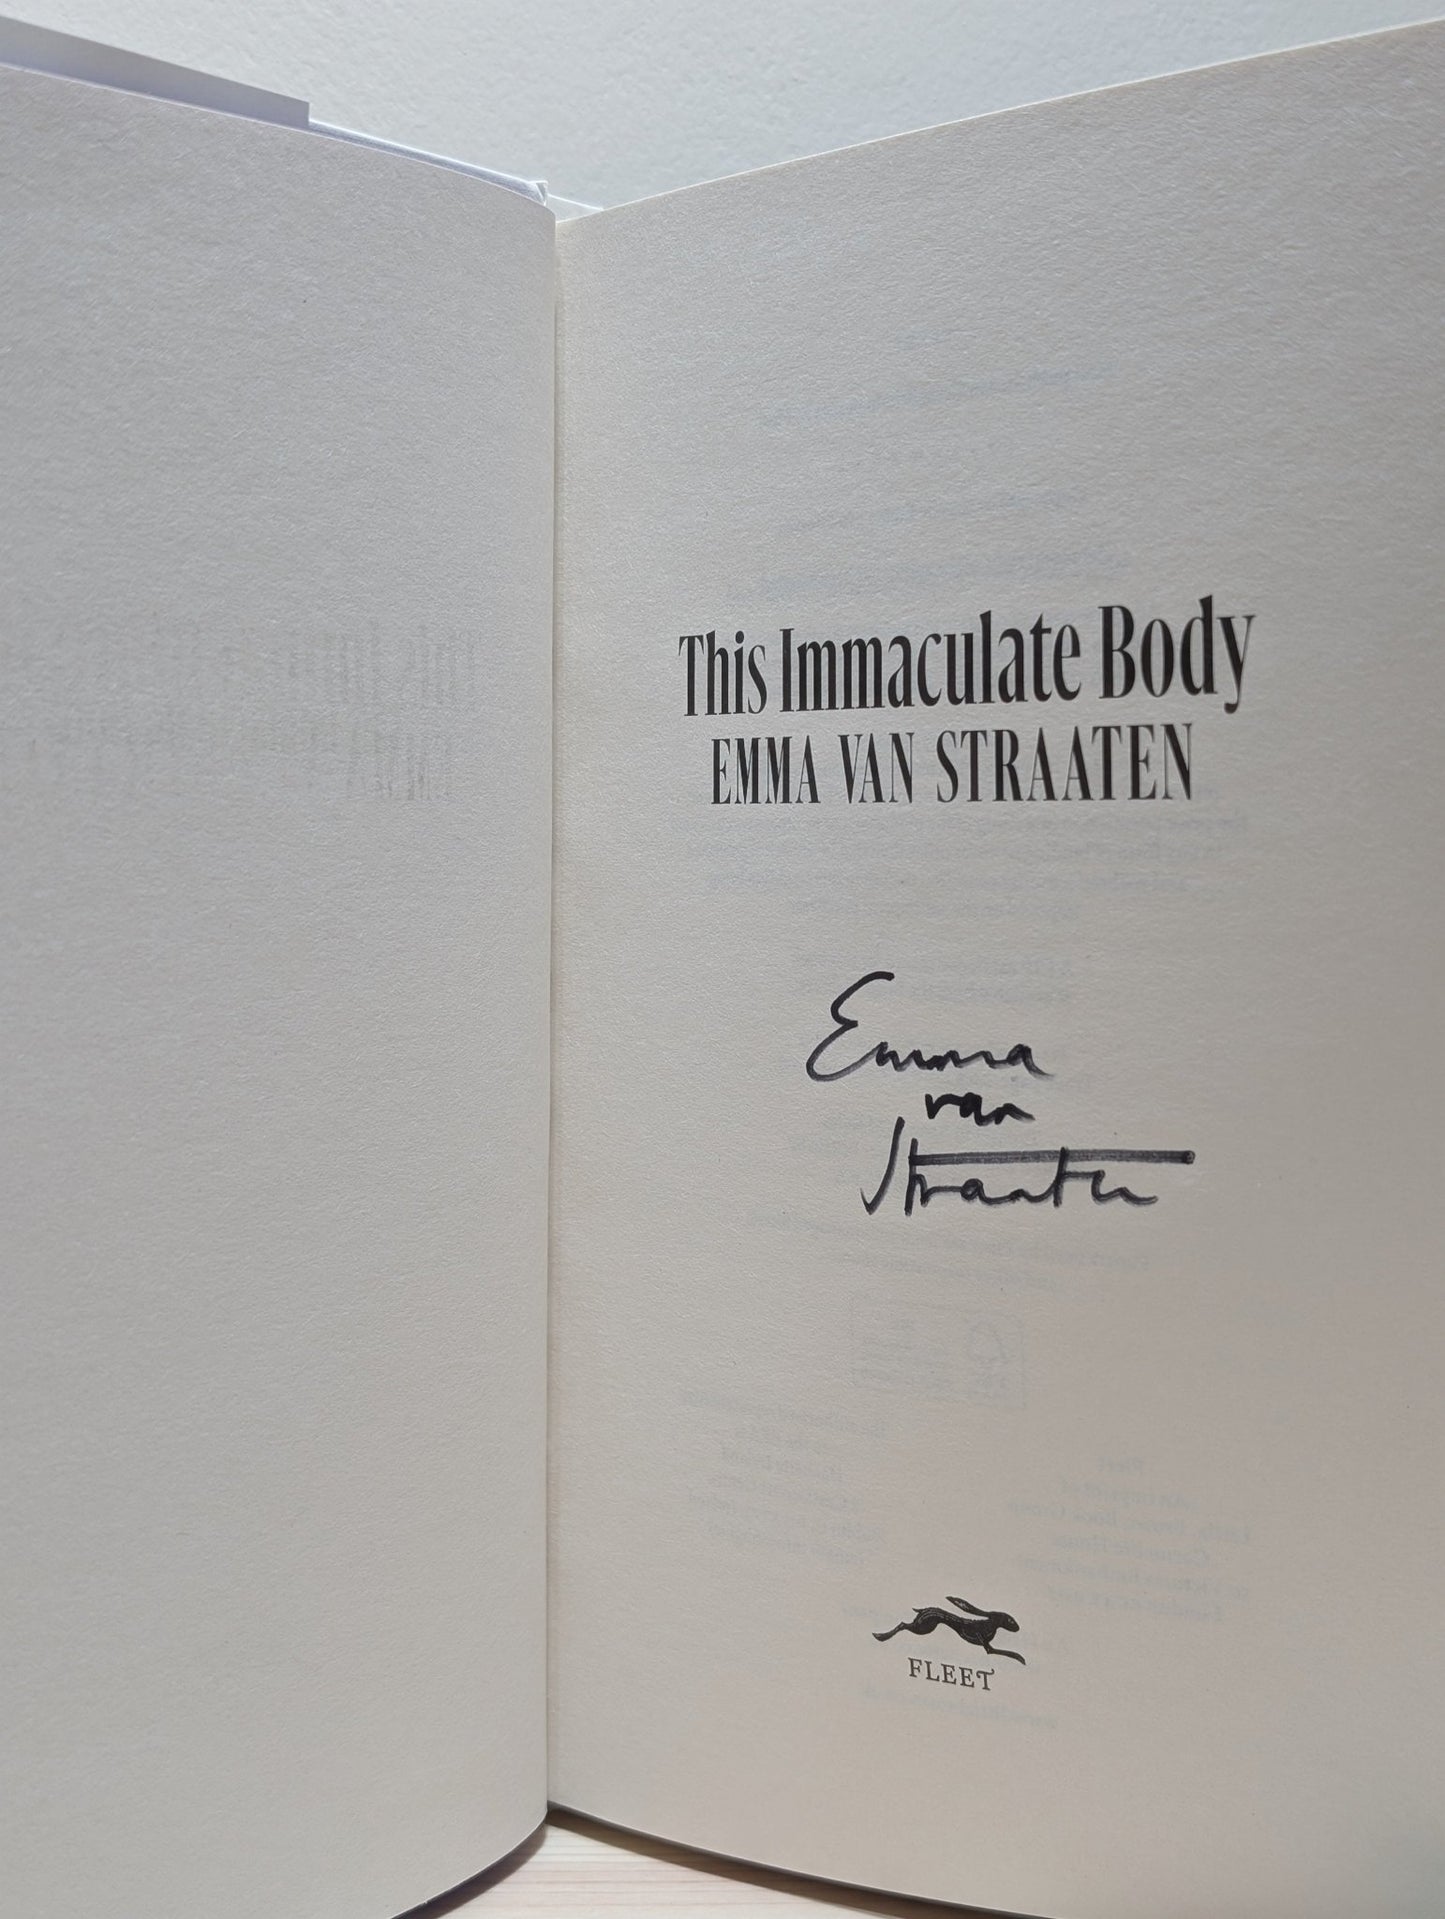 This Immaculate Body
EMMA VAN STRAATEN
Emma
van
Straaten
FLEET